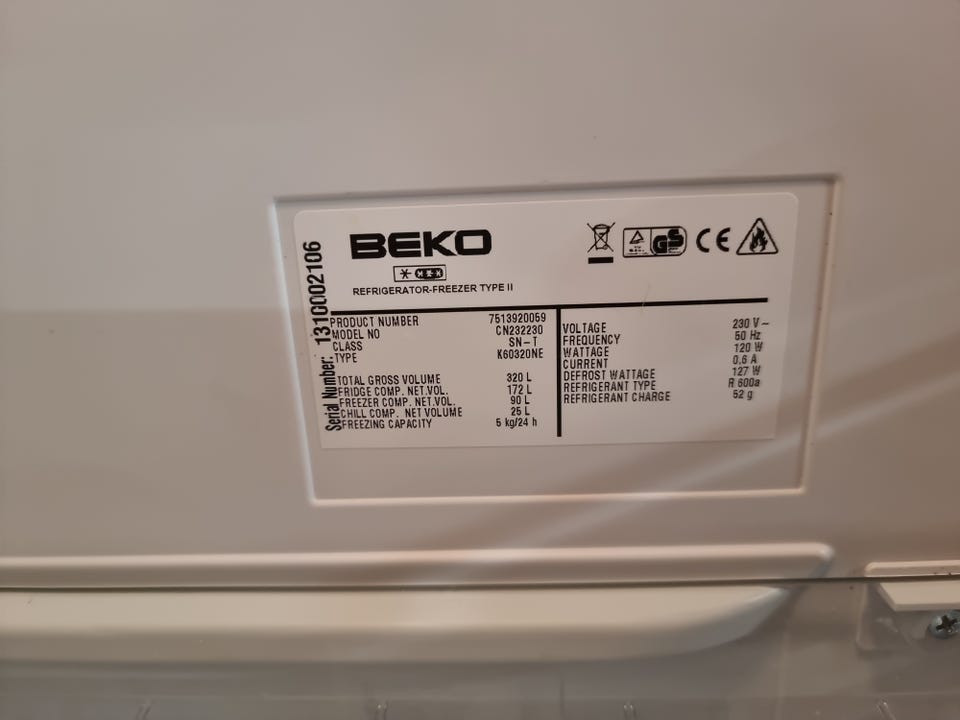 BEKO
REFRIGERATOR-FREEZER TYPE II
Serial Number: 1310002106
PRODUCT NUMBER 7513920059
MODEL NO CN232230
CLASS SN-T
TYPE K60320NE
TOTAL GROSS VOLUME 320 L
FRIDGE COMP. NET.VOL. 172 L
FREEZER COMP. NET.VOL. 90 L
CHILL COMP. NET VOLUME 25 L
FREEZING CAPACITY 5 kg/24 h
GS CE
VOLTAGE 230 V~
FREQUENCY 50 Hz
WATTAGE 120 W
CURRENT 0,6 A
DEFROST WATTAGE 127 W
REFRIGERANT TYPE R 600a
REFRIGERANT CHARGE 52 g